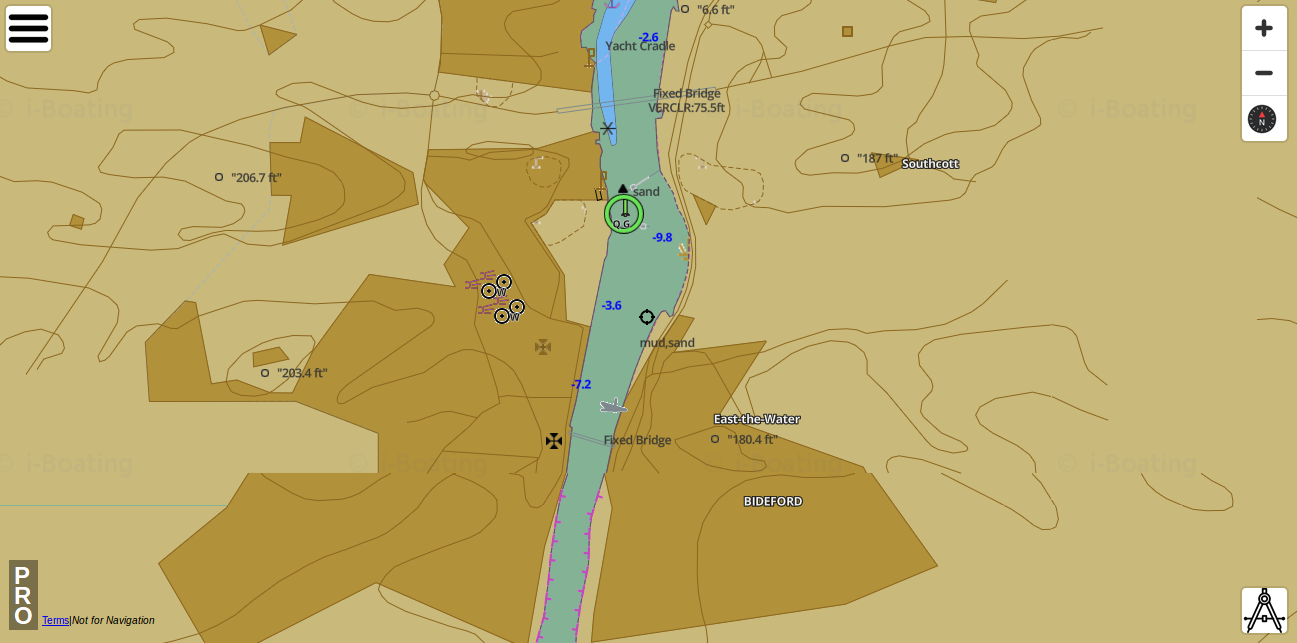 "6.6 ft"
-2.6
Yacht Cradle
Fixed Bridge
VERCLR:75.5ft
© i-Boating
© i-Boating
© i-Boating
© i-Boating
"187 ft"
Southcott
"206.7 ft"
sand
Q.G.
-9.8
W
-3.6
W
mud,sand
"203.4 ft"
-7.2
East-the-Water
Fixed Bridge
"180.4 ft"
© i-Boating
© i-Boating
© i-Boating
© i-Boating
BIDEFORD
N
PRO
Terms|Not for Navigation